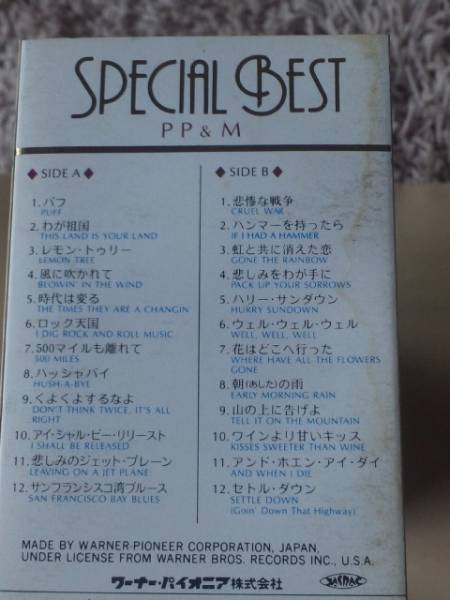 SPECIAL BEST
PP & M
◆ SIDE A ◆
1. パフ
PUFF
2. わが祖国
THIS LAND IS YOUR LAND
3. レモン・トゥリー
LEMON TREE
4. 風に吹かれて
BLOWIN' IN THE WIND
5. 時代は変る
THE TIMES THEY ARE A CHANGIN'
6. ロック天国
I DIG ROCK AND ROLL MUSIC
7. 500マイルも離れて
500 MILES
8. ハッシャバイ
HUSH-A-BYE
9. くよくよするなよ
DON'T THINK TWICE, IT'S ALL
RIGHT
10. アイ・シャル・ビー・リリースト
I SHALL BE RELEASED
11. 悲しみのジェット・プレーン
LEAVING ON A JET PLANE
12. サンフランシスコ湾ブルース
SAN FRANCISCO BAY BLUES
◆ SIDE B ◆
1. 悲惨な戦争
CRUEL WAR
2. ハンマーを持ったら
IF I HAD A HAMMER
3. 虹と共に消えた恋
GONE THE RAINBOW
4. 悲しみをわが手に
PACK UP YOUR SORROWS
5. ハリー・サンダウン
HURRY SUNDOWN
6. ウェル・ウェル・ウェル
WELL, WELL, WELL
7. 花はどこへ行った
WHERE HAVE ALL THE FLOWERS
GONE
8. 朝(あした)の雨
EARLY MORNING RAIN
9. 山の上に告げよ
TELL IT ON THE MOUNTAIN
10. ワインより甘いキッス
KISSES SWEETER THAN WINE
11. アンド・ホエン・アイ・ダイ
AND WHEN I DIE
12. セトル・ダウン
SETTLE DOWN
(Goin' Down That Highway)
MADE BY WARNER-PIONEER CORPORATION, JAPAN,
UNDER LICENSE FROM WARNER BROS. RECORDS INC., U.S.A.
ワーナー・パイオニア株式会社
JASRAC